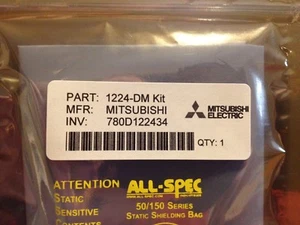 PART: 1224-DM Kit
MFR: MITSUBISHI
INV: 780D122434
MITSUBISHI
ELECTRIC
QTY: 1
ATTENTION
STATIC
SENSITIVE
CONTENTS
ALL-SPEC
50/150 SERIES
STATIC SHIELDING BAG